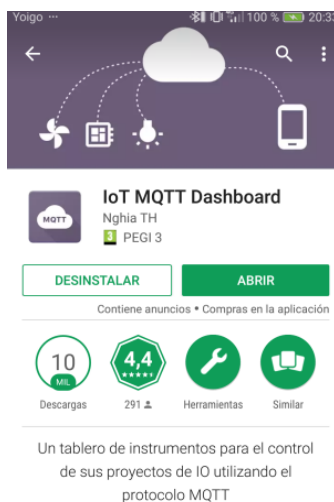 Yoigo ... 100 % 20:33
IoT MQTT Dashboard
MQTT
Nghia TH
3 PEGI 3
DESINSTALAR ABRIR
Contiene anuncios • Compras en la aplicación
10
MIL
4,4
Descargas 291 Herramientas Similar
Un tablero de instrumentos para el control
de sus proyectos de IO utilizando el
protocolo MQTT